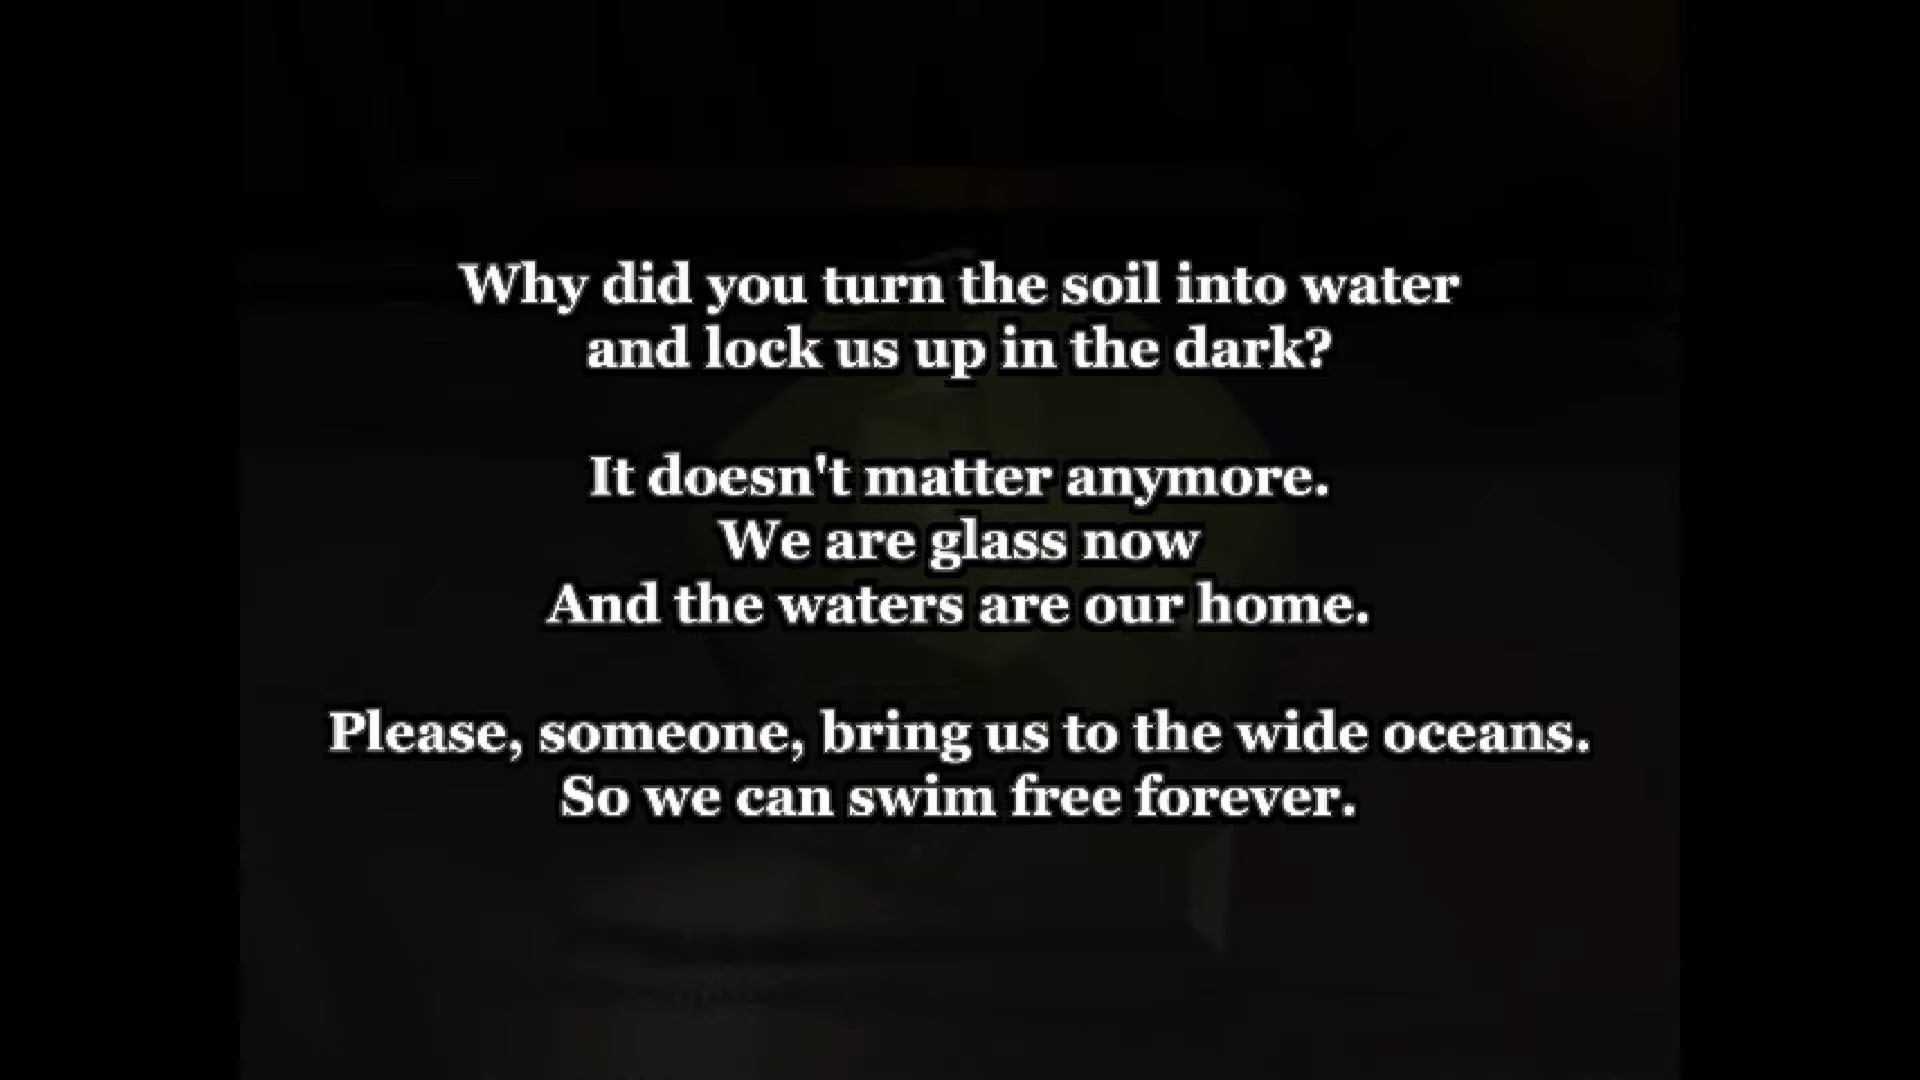 Why did you turn the soil into water
and lock us up in the dark?
It doesn't matter anymore.
We are glass now
And the waters are our home.
Please, someone, bring us to the wide oceans.
So we can swim free forever.